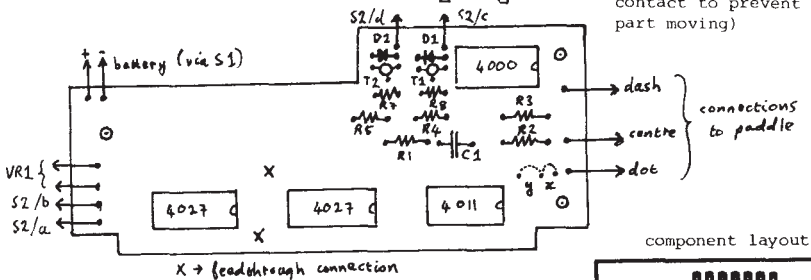 contact to prevent
part moving)
S2/d
S2/c
+ -
battery (via S1)
D2
D1
4000
T2
T1
R7
R8
R3
dash
R5
R4
R2
centre
connections
to paddle
R1
C1
dot
VR1
S2/b
S2/a
X
y x
4027
4027
4011
X
X → feedthrough connection
component layout